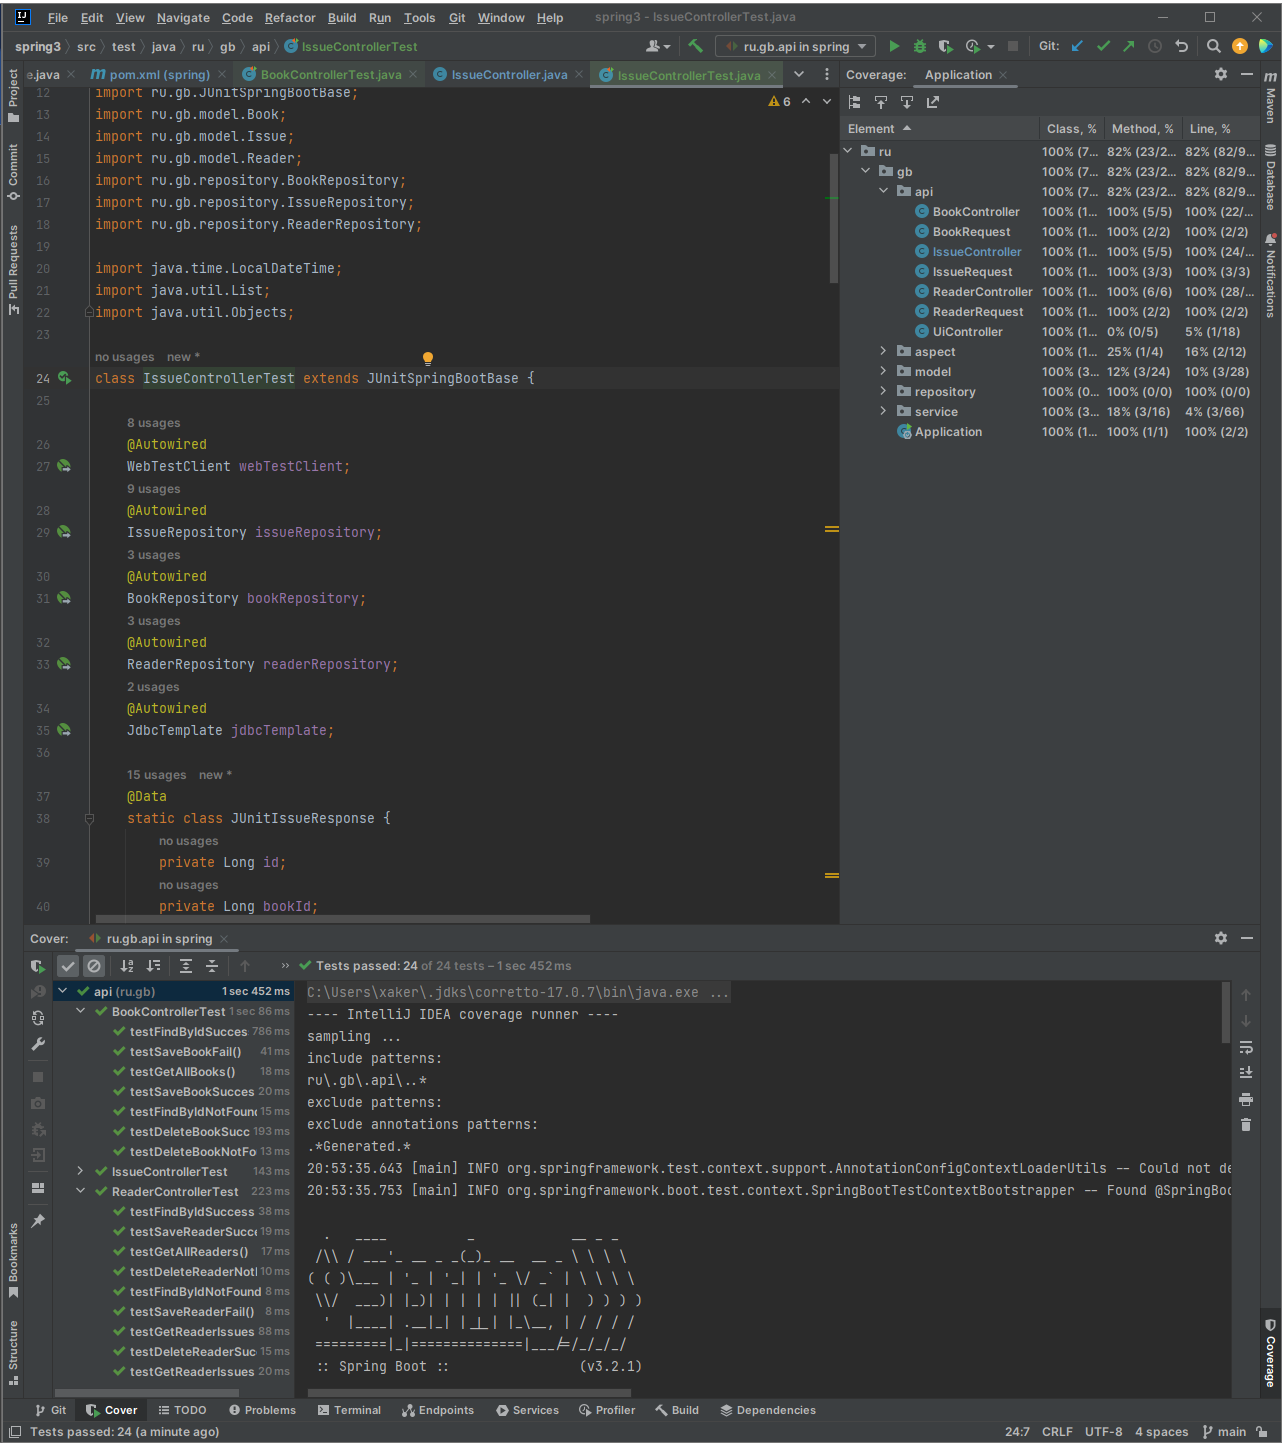 File Edit View Navigate Code Refactor Build Run Tools Git Window Help spring3 - IssueControllerTest.java
spring3 src test java ru gb api IssueControllerTest ru.gb.api in spring Git:
e.java pom.xml (spring) BookControllerTest.java IssueController.java IssueControllerTest.java
Coverage: Application
Project
Commit
Pull Requests
Bookmarks
Structure
12 import ru.gb.JUnitSpringBootBase;
6
13 import ru.gb.model.Book;
14 import ru.gb.model.Issue;
15 import ru.gb.model.Reader;
16 import ru.gb.repository.BookRepository;
17 import ru.gb.repository.IssueRepository;
18 import ru.gb.repository.ReaderRepository;
19
20 import java.time.LocalDateTime;
21 import java.util.List;
22 import java.util.Objects;
23
no usages new *
24 class IssueControllerTest extends JUnitSpringBootBase {
25
8 usages
26 @Autowired
27 WebTestClient webTestClient;
9 usages
28 @Autowired
29 IssueRepository issueRepository;
3 usages
30 @Autowired
31 BookRepository bookRepository;
3 usages
32 @Autowired
33 ReaderRepository readerRepository;
2 usages
34 @Autowired
35 JdbcTemplate jdbcTemplate;
36
15 usages new *
37 @Data
38 static class JUnitIssueResponse {
no usages
39 private Long id;
no usages
40 private Long bookId;
Element Class, % Method, % Line, %
ru 100% (7... 82% (23/2... 82% (82/9...
gb 100% (7... 82% (23/2... 82% (82/9...
api 100% (7... 82% (23/2... 82% (82/9...
BookController 100% (1... 100% (5/5) 100% (22/...
BookRequest 100% (1... 100% (2/2) 100% (2/2)
IssueController 100% (1... 100% (5/5) 100% (24/...
IssueRequest 100% (1... 100% (3/3) 100% (3/3)
ReaderController 100% (1... 100% (6/6) 100% (28/...
ReaderRequest 100% (1... 100% (2/2) 100% (2/2)
UiController 100% (1... 0% (0/5) 5% (1/18)
aspect 100% (1... 25% (1/4) 16% (2/12)
model 100% (3... 12% (3/24) 10% (3/28)
repository 100% (0... 100% (0/0) 100% (0/0)
service 100% (3... 18% (3/16) 4% (3/66)
Application 100% (1... 100% (1/1) 100% (2/2)
Maven
Database
Notifications
Coverage
Cover: ru.gb.api in spring
Tests passed: 24 of 24 tests – 1 sec 452 ms
api (ru.gb) 1 sec 452 ms
BookControllerTest 1 sec 86 ms
testFindByIdSucces 786 ms
testSaveBookFail() 41 ms
testGetAllBooks() 18 ms
testSaveBookSucces 20 ms
testFindByIdNotFound 15 ms
testDeleteBookSucc 193 ms
testDeleteBookNotFo 13 ms
IssueControllerTest 143 ms
ReaderControllerTest 223 ms
testFindByIdSuccess 38 ms
testSaveReaderSucce 19 ms
testGetAllReaders() 17 ms
testDeleteReaderNotI 10 ms
testFindByIdNotFound 8 ms
testSaveReaderFail() 8 ms
testGetReaderIssues 88 ms
testDeleteReaderSuc 15 ms
testGetReaderIssues 20 ms
C:\Users\xaker\.jdks\corretto-17.0.7\bin\java.exe ...
---- IntelliJ IDEA coverage runner ----
sampling ...
include patterns:
ru\.gb\.api\..*
exclude patterns:
exclude annotations patterns:
.*Generated.*
20:53:35.643 [main] INFO org.springframework.test.context.support.AnnotationConfigContextLoaderUtils -- Could not de
20:53:35.753 [main] INFO org.springframework.boot.test.context.SpringBootTestContextBootstrapper -- Found @SpringBoo
:: Spring Boot :: (v3.2.1)
Git Cover TODO Problems Terminal Endpoints Services Profiler Build Dependencies
Tests passed: 24 (a minute ago) 24:7 CRLF UTF-8 4 spaces main